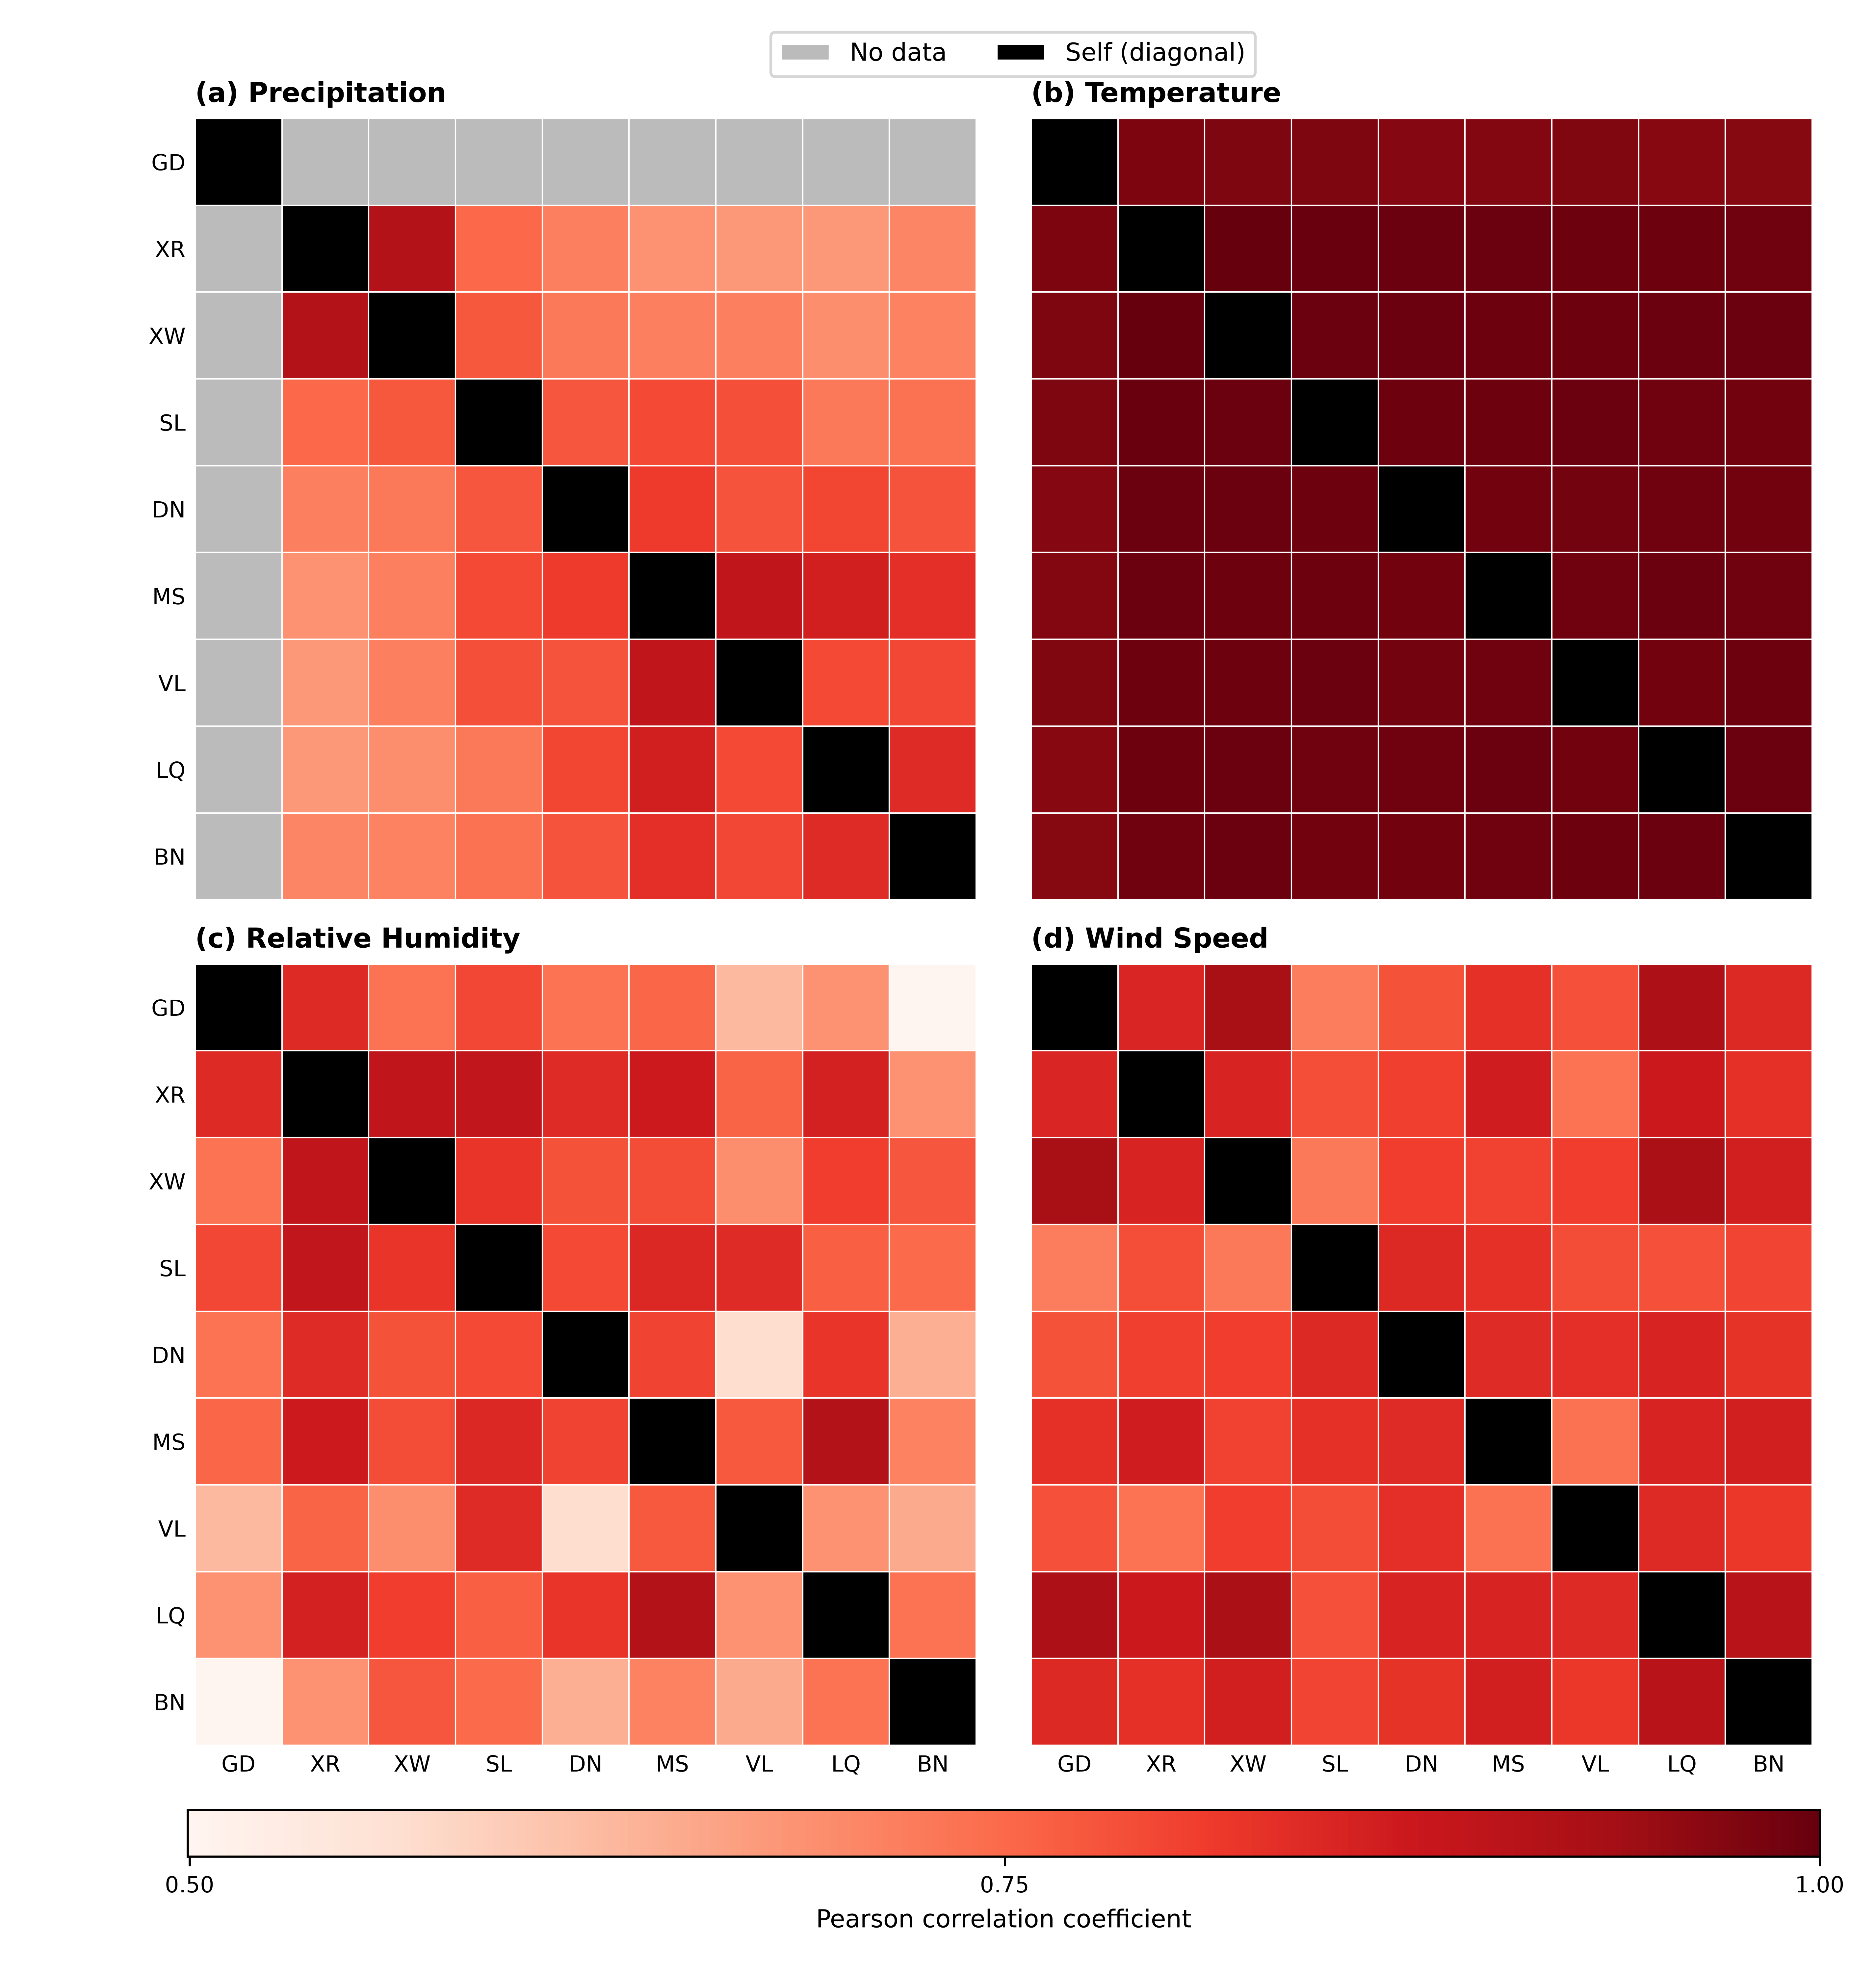 No data
Self (diagonal)
(a) Precipitation
(b) Temperature
GD
XR
XW
SL
DN
MS
VL
LQ
BN
(c) Relative Humidity
(d) Wind Speed
GD
XR
XW
SL
DN
MS
VL
LQ
BN
GD XR XW SL DN MS VL LQ BN
GD XR XW SL DN MS VL LQ BN
0.50 0.75 1.00
Pearson correlation coefficient